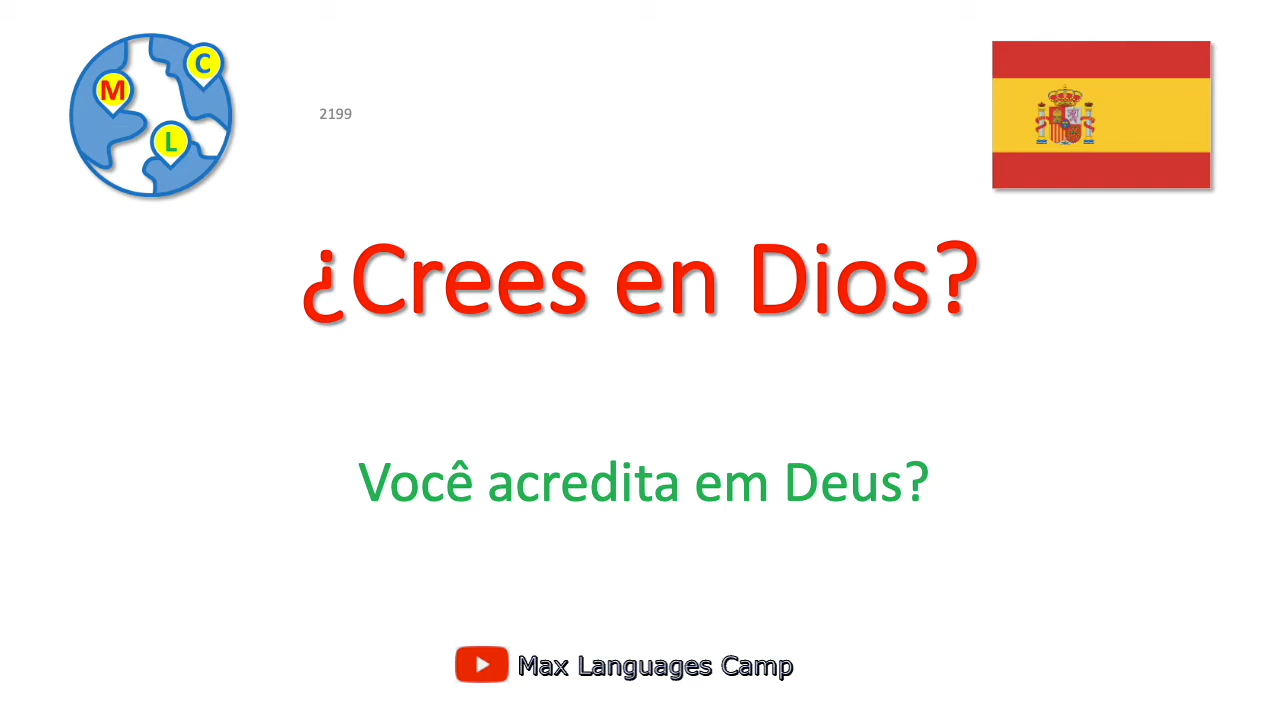 C
M
L
2199
¿Crees en Dios?
Você acredita em Deus?
Max Languages Camp